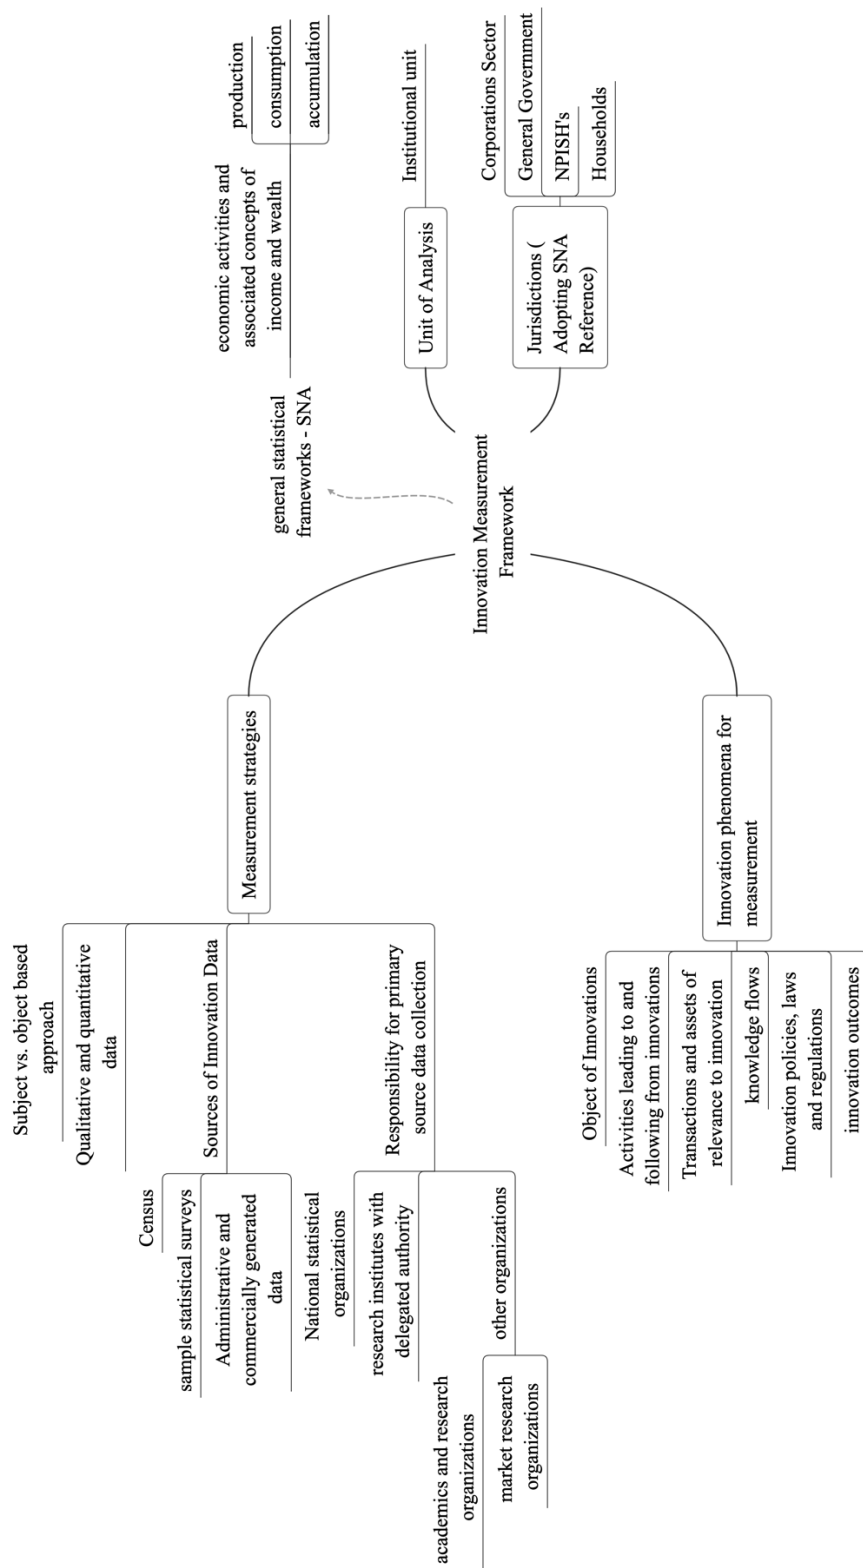 Subject vs. object based
approach
Qualitative and quantitative
data
Census
sample statistical surveys
Administrative and
commercially generated
data
Sources of Innovation Data
National statistical
organizations
research institutes with
delegated authority
academics and research
organizations
market research
organizations
other organizations
Responsibility for primary
source data collection
Measurement strategies
Object of Innovations
Activities leading to and
following from innovations
Transactions and assets of
relevance to innovation
knowledge flows
Innovation policies, laws
and regulations
innovation outcomes
Innovation phenomena for
measurement
Innovation Measurement
Framework
general statistical
frameworks - SNA
economic activities and
associated concepts of
income and wealth
production
consumption
accumulation
Unit of Analysis
Institutional unit
Jurisdictions (
Adopting SNA
Reference)
Corporations Sector
General Government
NPISH's
Households